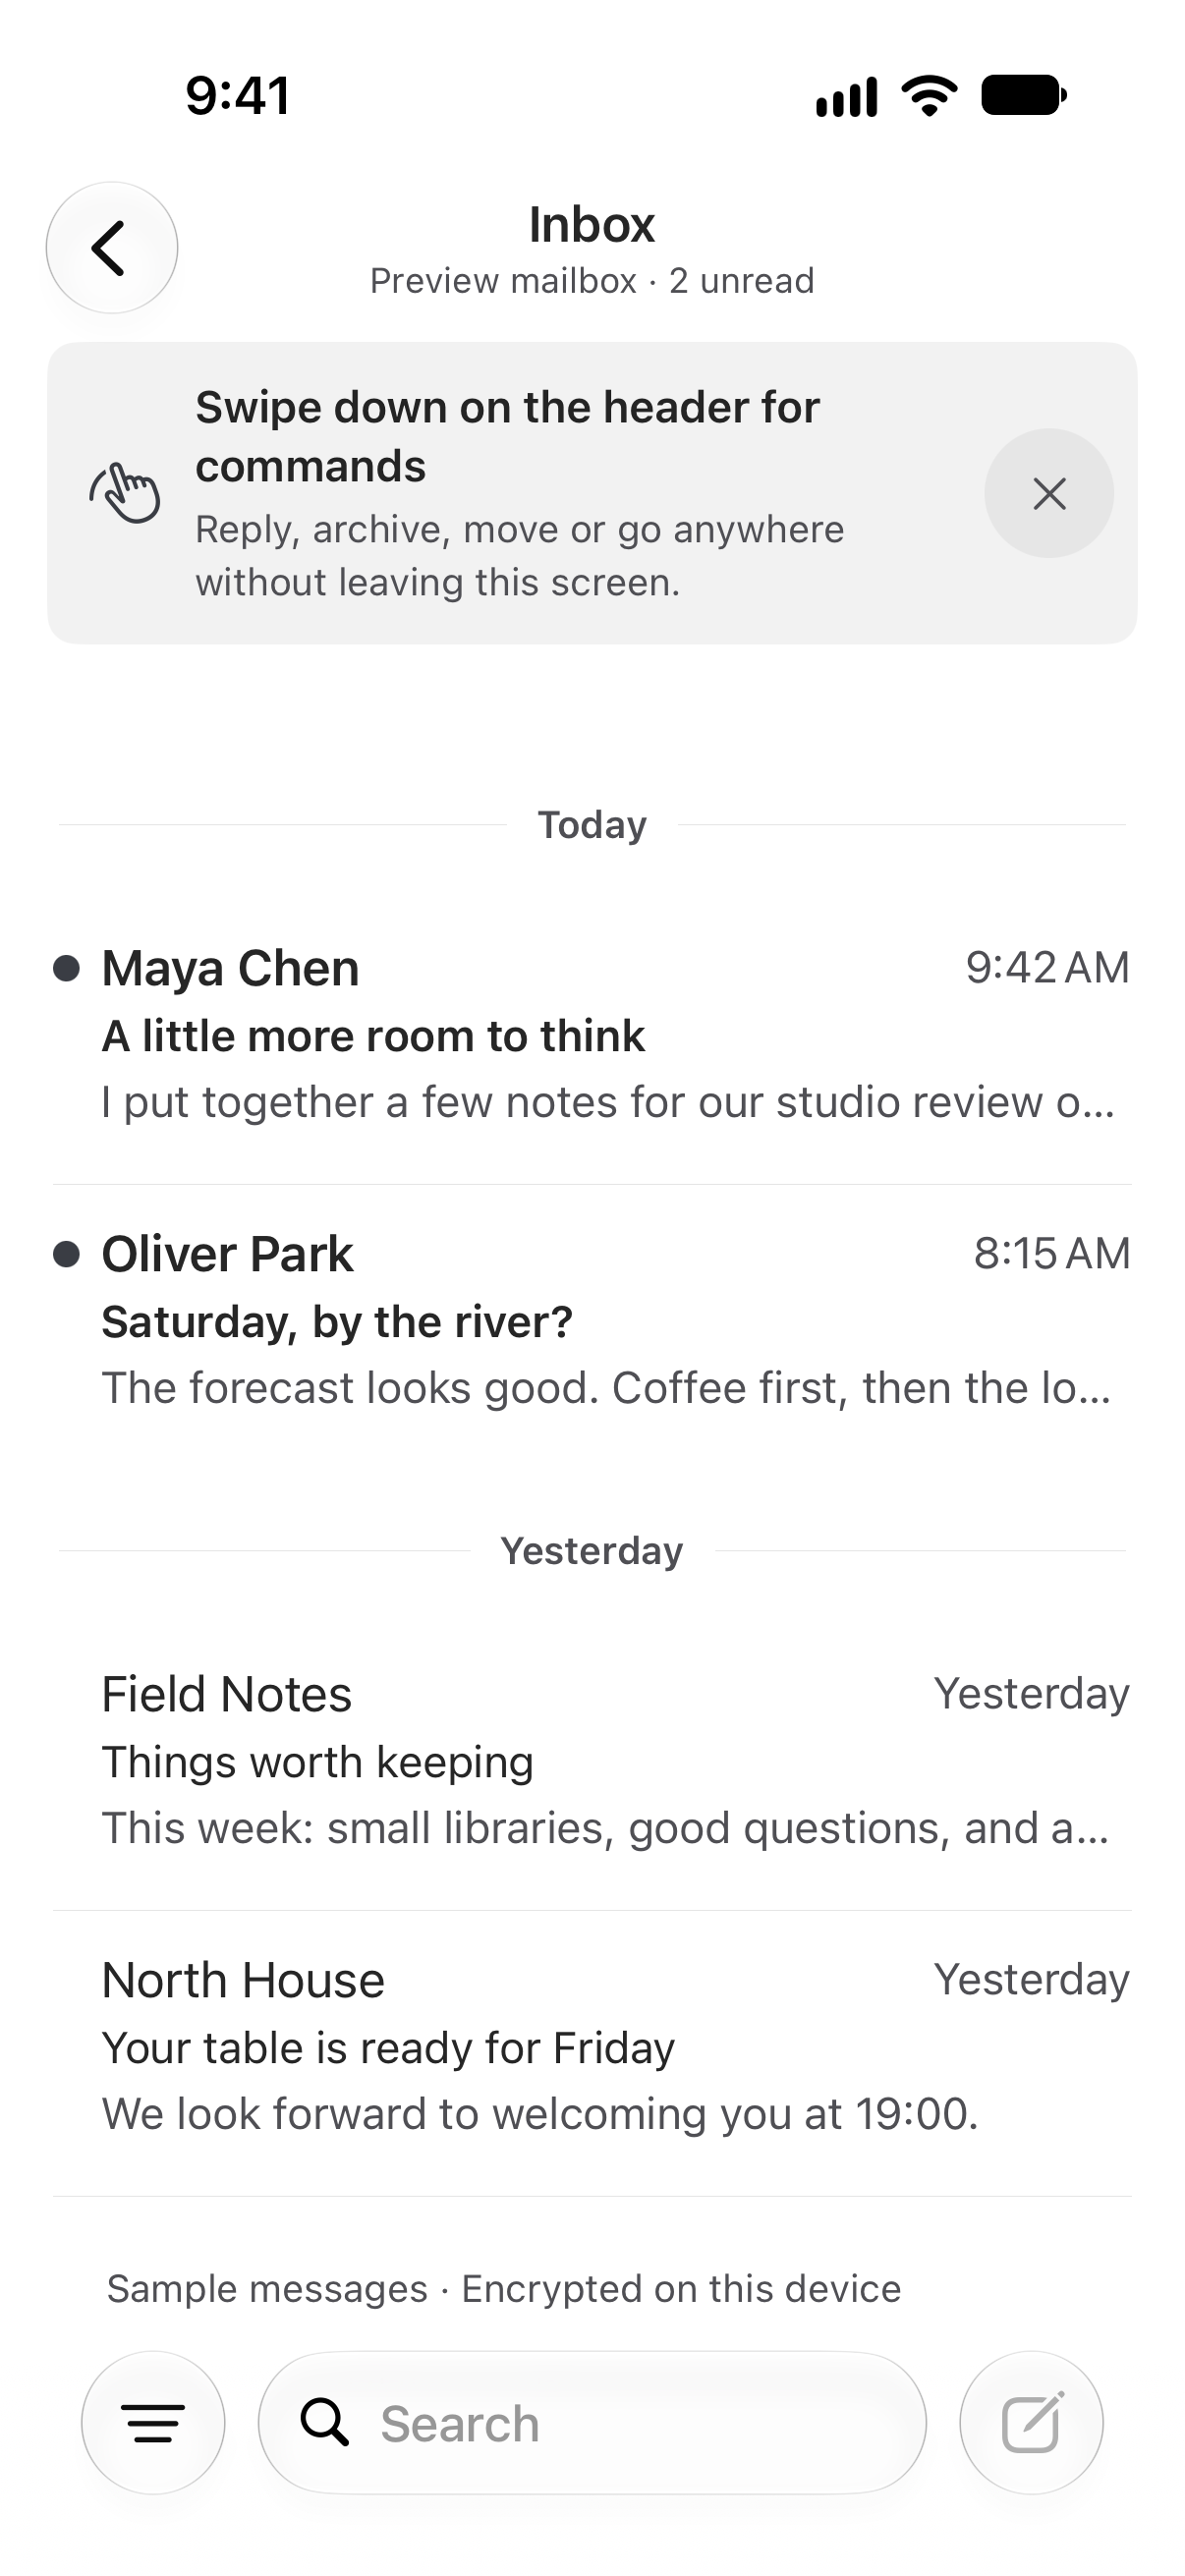 9:41
Inbox
Preview mailbox · 2 unread
Swipe down on the header for
commands
Reply, archive, move or go anywhere
without leaving this screen.
Today
Maya Chen 9:42 AM
A little more room to think
I put together a few notes for our studio review o...
Oliver Park 8:15 AM
Saturday, by the river?
The forecast looks good. Coffee first, then the lo...
Yesterday
Field Notes Yesterday
Things worth keeping
This week: small libraries, good questions, and a...
North House Yesterday
Your table is ready for Friday
We look forward to welcoming you at 19:00.
Sample messages · Encrypted on this device
Search